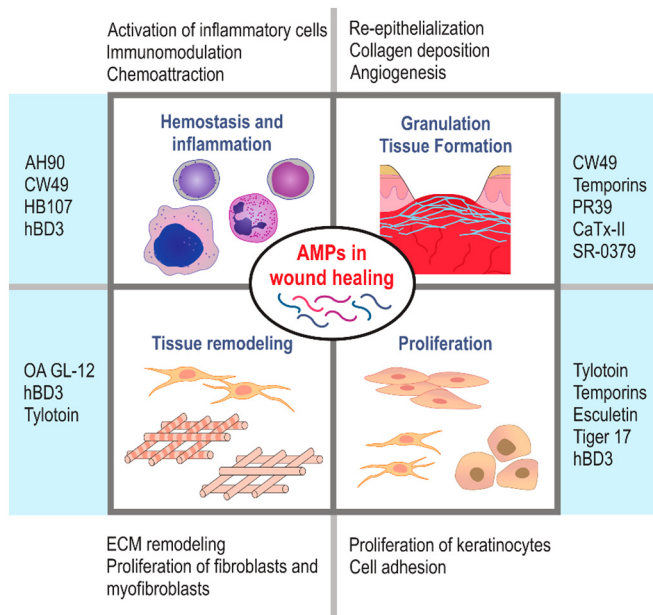 Activation of inflammatory cells
Immunomodulation
Chemoattraction
Re-epithelialization
Collagen deposition
Angiogenesis
AH90
CW49
HB107
hBD3
Hemostasis and
inflammation
Granulation
Tissue Formation
CW49
Temporins
PR39
CaTx-II
SR-0379
AMPs in
wound healing
OA GL-12
hBD3
Tylotoin
Tissue remodeling
Proliferation
Tylotoin
Temporins
Esculetin
Tiger 17
hBD3
ECM remodeling
Proliferation of fibroblasts and
myofibroblasts
Proliferation of keratinocytes
Cell adhesion